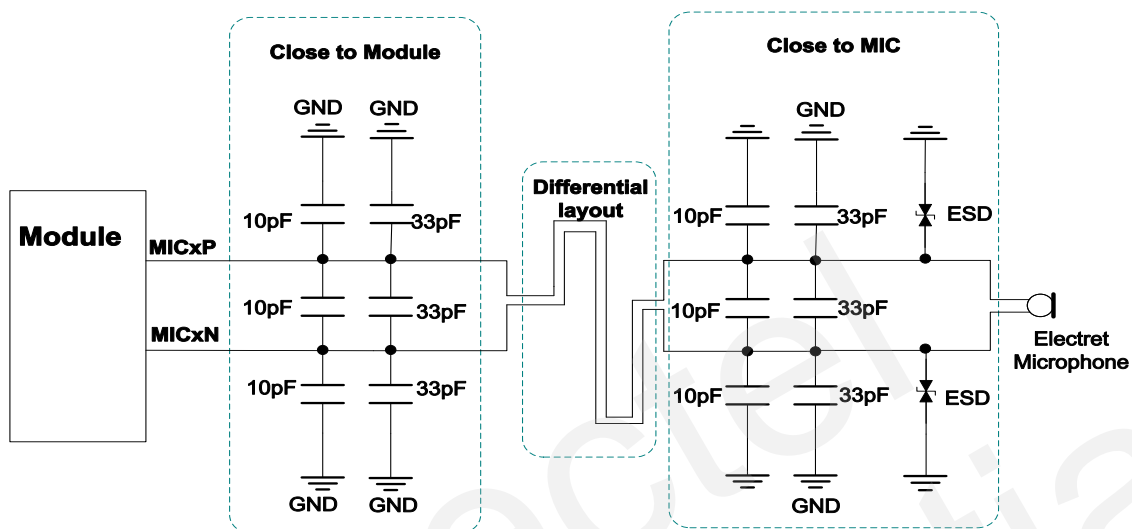 Close to Module
Close to MIC
GND GND
GND
Differential
layout
10pF 33pF
10pF 33pF ESD
Module
MICxP
10pF 33pF
10pF 33pF
MICxN
Electret
Microphone
10pF 33pF
10pF 33pF ESD
GND GND
GND